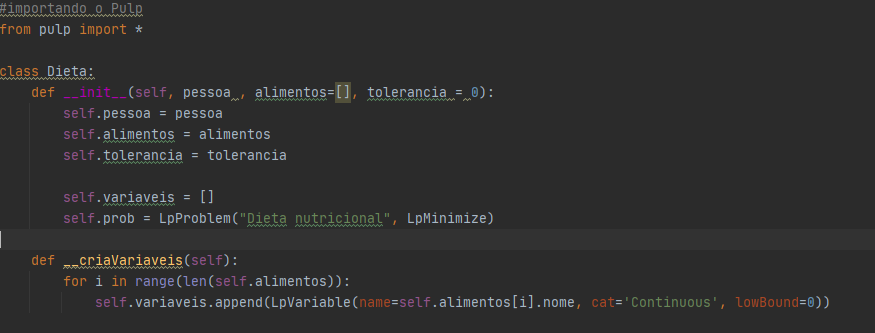 #importando o Pulp
from pulp import *
class Dieta:
def __init__(self, pessoa , alimentos=[], tolerancia = 0):
self.pessoa = pessoa
self.alimentos = alimentos
self.tolerancia = tolerancia
self.variaveis = []
self.prob = LpProblem("Dieta nutricional", LpMinimize)
def __criaVariaveis(self):
for i in range(len(self.alimentos)):
self.variaveis.append(LpVariable(name=self.alimentos[i].nome, cat='Continuous', lowBound=0))